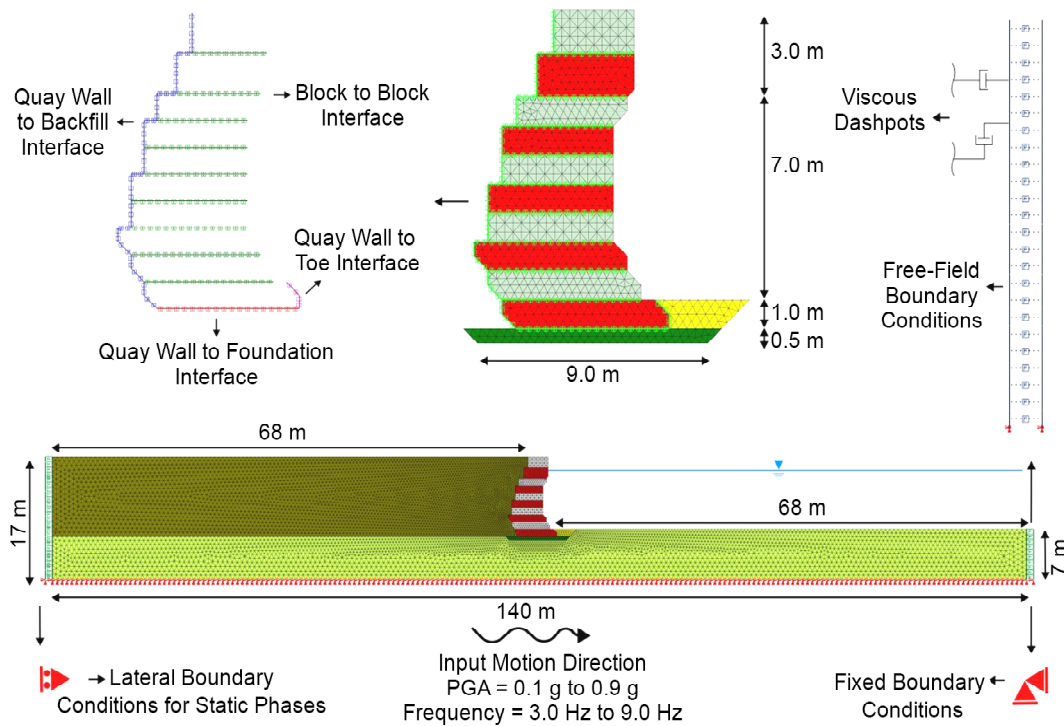 Quay Wall
to Backfill
Interface
Block to Block
Interface
Quay Wall to
Toe Interface
Quay Wall to Foundation
Interface
3.0 m
7.0 m
1.0 m
0.5 m
9.0 m
Viscous
Dashpots
Free-Field
Boundary
Conditions
68 m
17 m
68 m
7 m
140 m
Lateral Boundary
Conditions for Static Phases
Input Motion Direction
PGA = 0.1 g to 0.9 g
Frequency = 3.0 Hz to 9.0 Hz
Fixed Boundary
Conditions